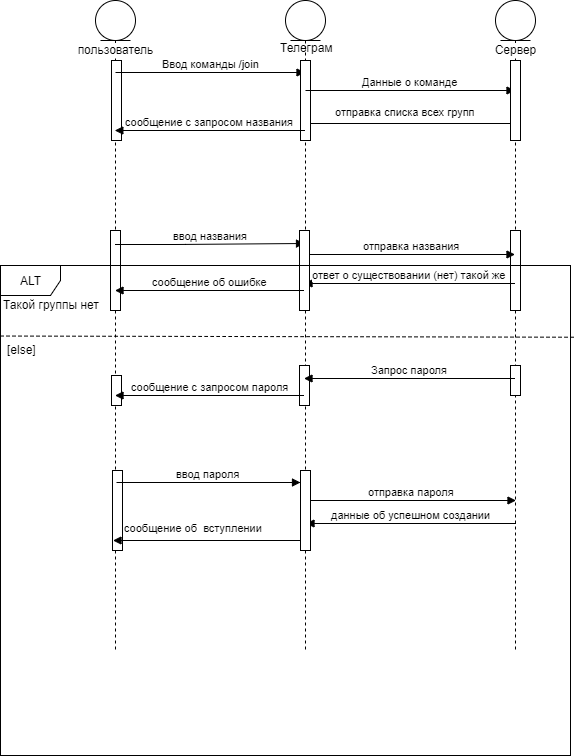 пользователь
Телеграм
Сервер
Ввод команды /join
Данные о команде
отправка списка всех групп
сообщение с запросом названия
ввод названия
отправка названия
ALT
ответ о существовании (нет) такой же
сообщение об ошибке
Такой группы нет
[else]
Запрос пароля
сообщение с запросом пароля
ввод пароля
отправка пароля
данные об успешном создании
сообщение об вступлении